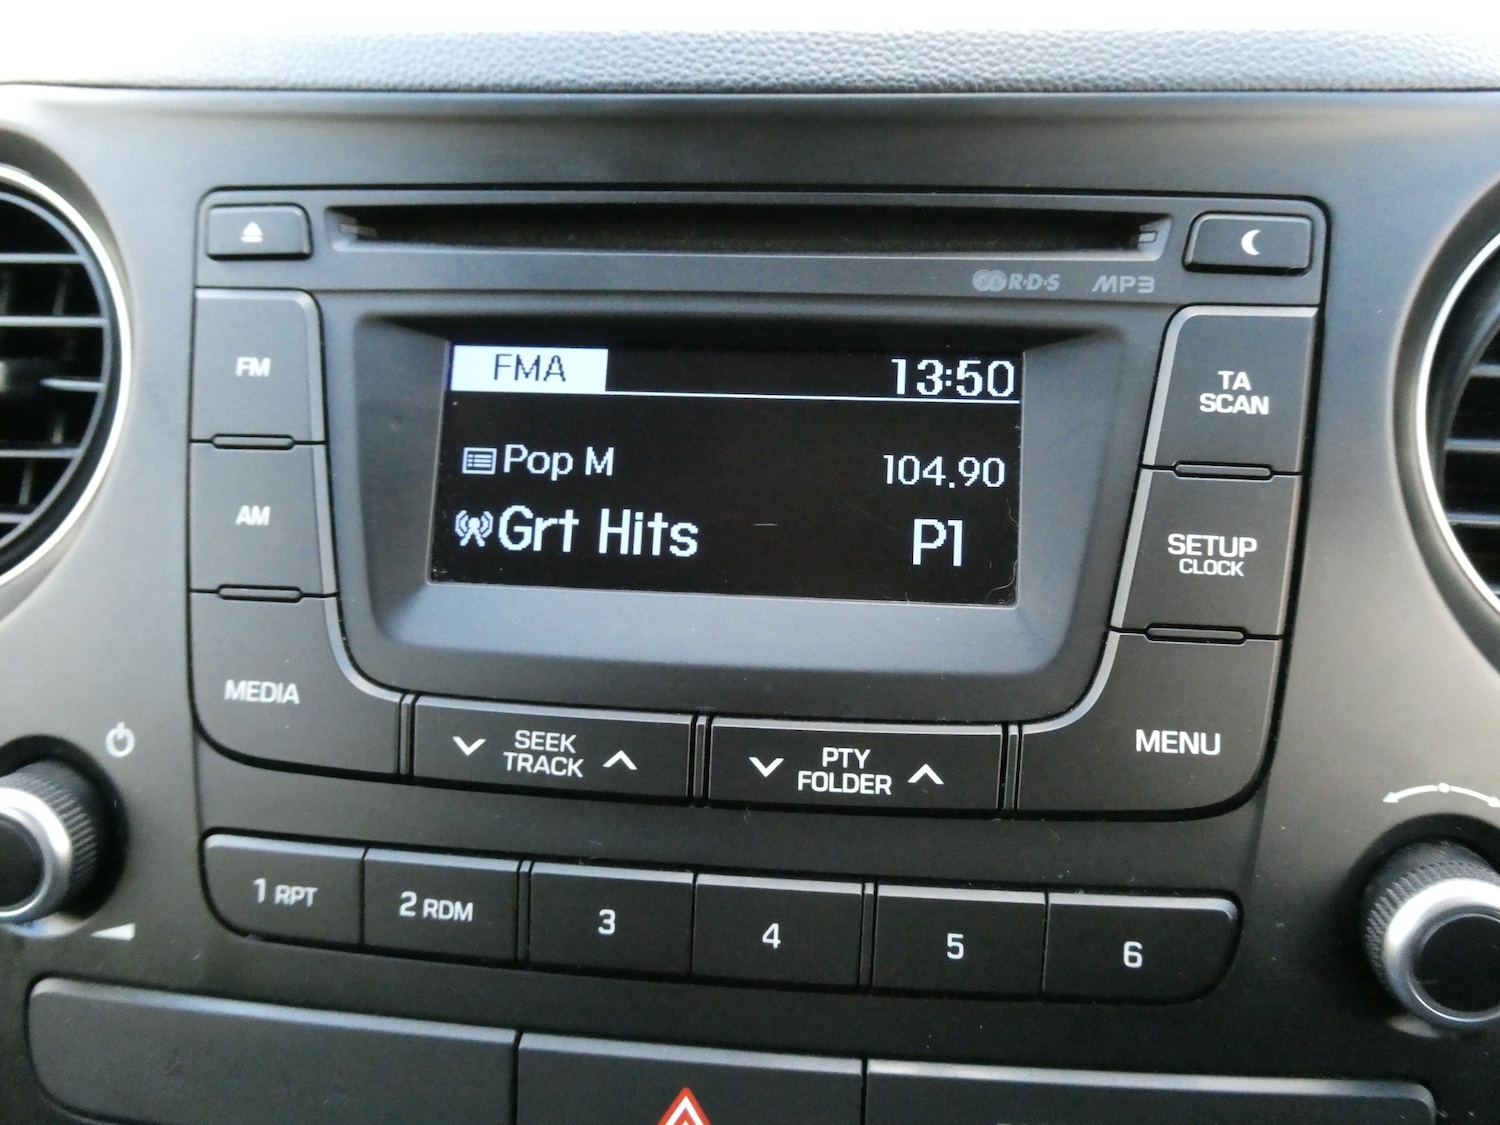 R·D·S MP3
FMA 13:50
Pop M 104.90
Grt Hits P1
FM
AM
MEDIA
TA
SCAN
SETUP
CLOCK
MENU
SEEK
TRACK
PTY
FOLDER
1 RPT
2 RDM
3
4
5
6